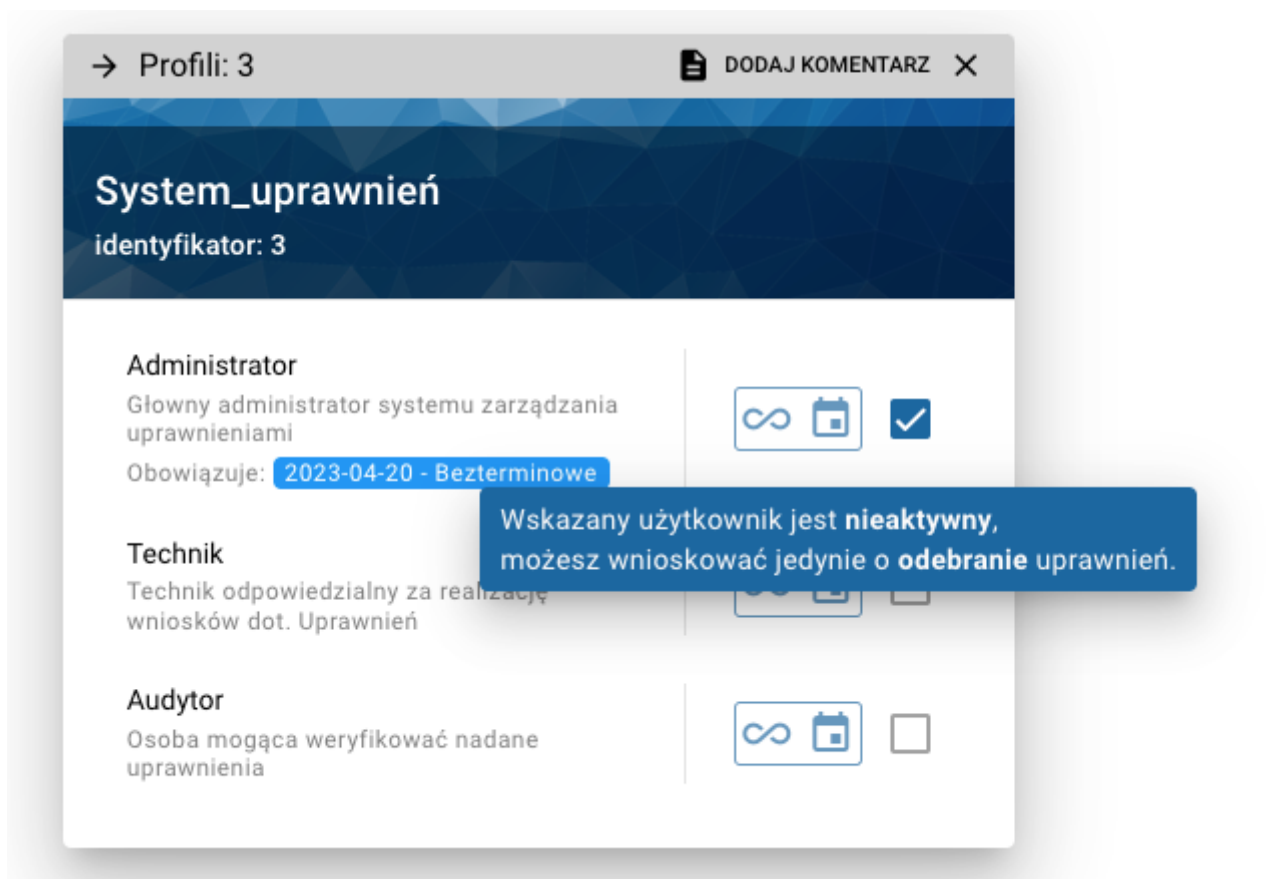 Profili: 3
DODAJ KOMENTARZ
System_uprawnień
identyfikator: 3
Administrator
Głowny administrator systemu zarządzania
uprawnieniami
Obowiązuje: 2023-04-20 - Bezterminowe
Wskazany użytkownik jest nieaktywny,
możesz wnioskować jedynie o odebranie uprawnień.
Technik
Technik odpowiedzialny za realizację
wniosków dot. Uprawnień
Audytor
Osoba mogąca weryfikować nadane
uprawnienia